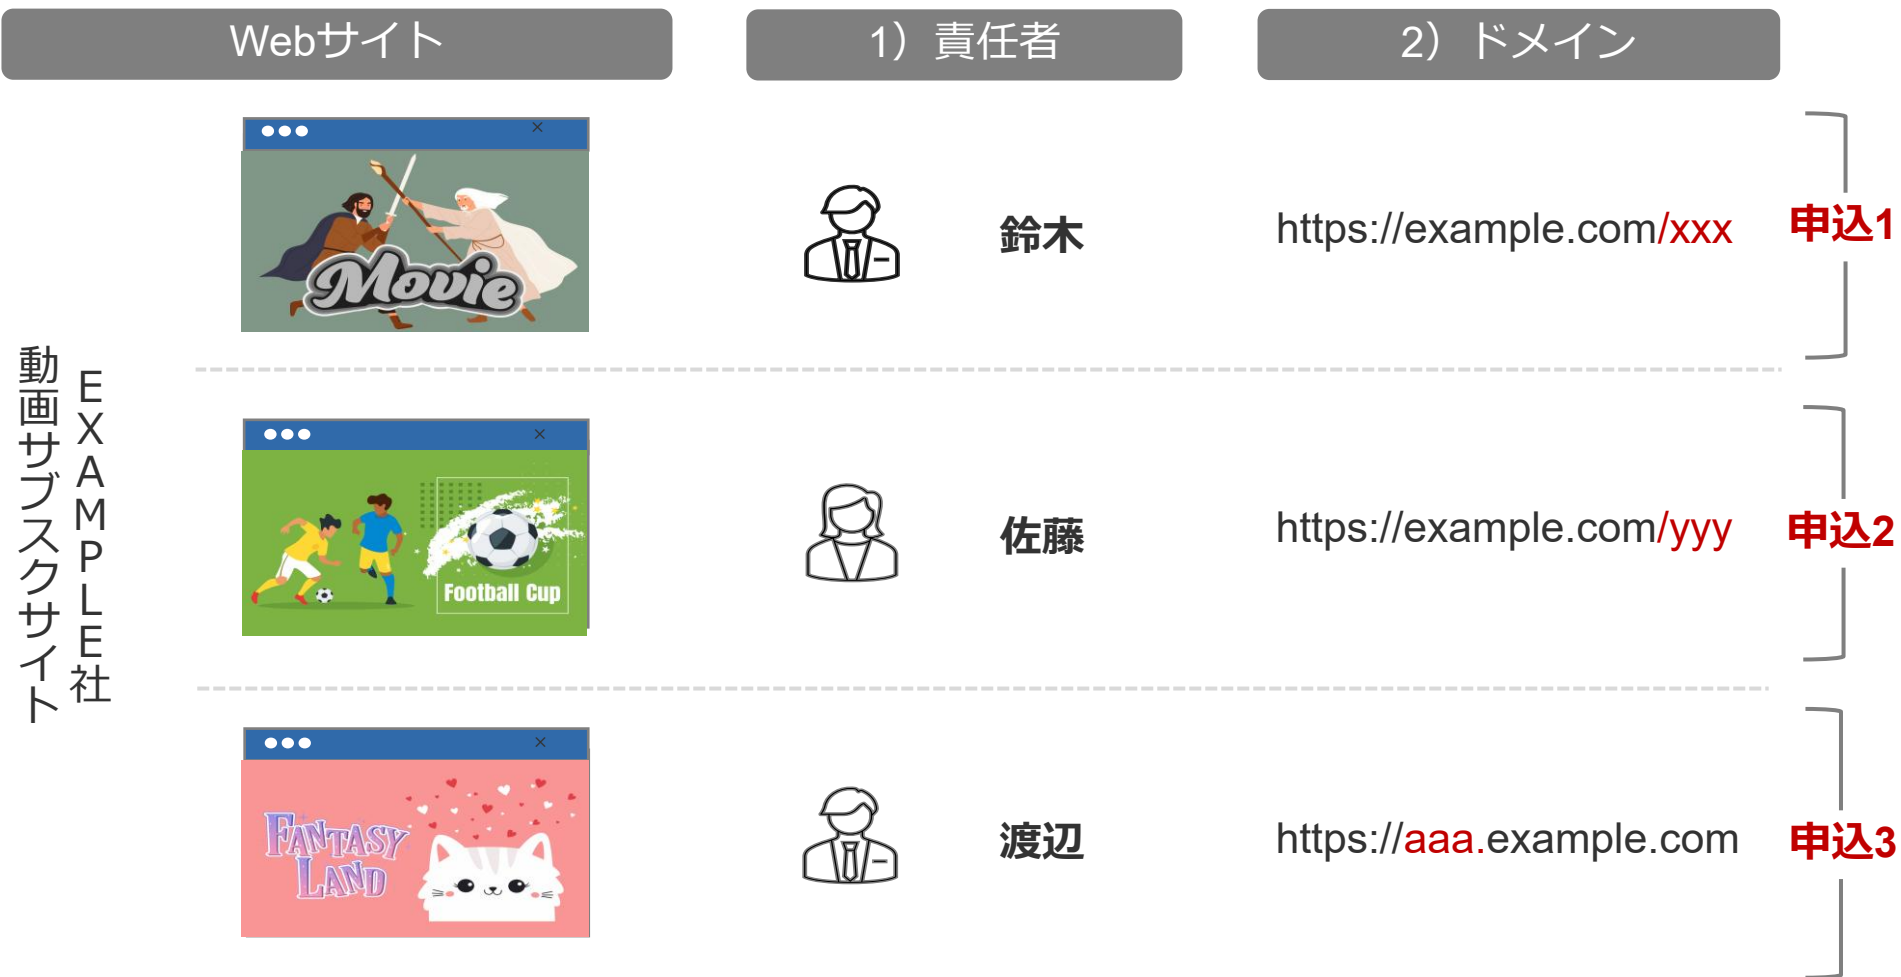 Webサイト
1）責任者
2）ドメイン
EXAMPLE社
動画サブスクサイト
Movie
鈴木
https://example.com/xxx
申込1
Football Cup
佐藤
https://example.com/yyy
申込2
FANTASY
LAND
渡辺
https://aaa.example.com
申込3